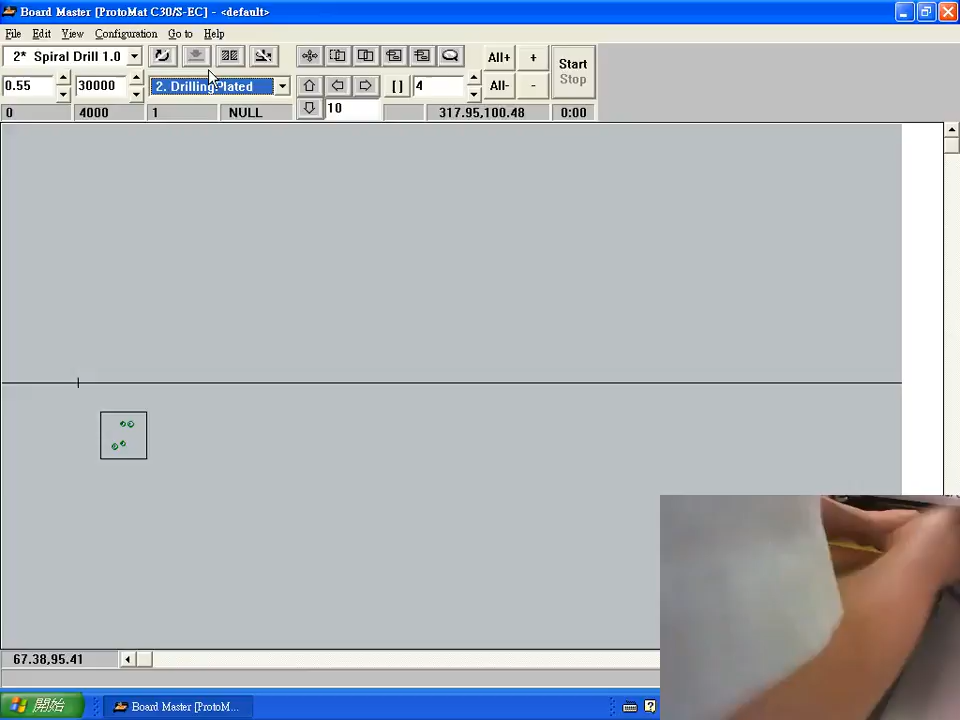 Board Master [ProtoMat C30/S-EC] - <default>
File Edit View Configuration Go to Help
2* Spiral Drill 1.0 All+ + Start
0.55 30000 2. DrillingPlated [ ] 4 All- - Stop
10
0 4000 1 NULL 317.95,100.48 0:00
67.38,95.41
開始 Board Master [ProtoM...